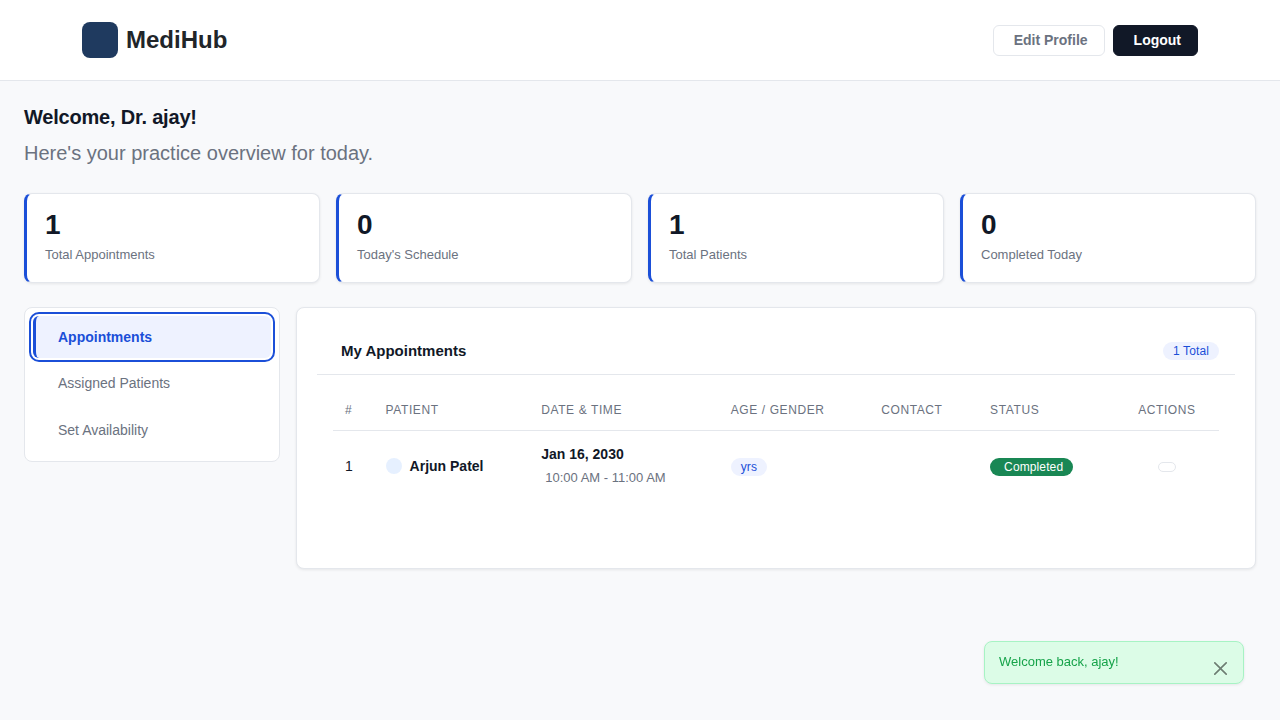 MediHub
Edit Profile
Logout
Welcome, Dr. ajay!
Here's your practice overview for today.
1
Total Appointments
0
Today's Schedule
1
Total Patients
0
Completed Today
Appointments
Assigned Patients
Set Availability
My Appointments
1 Total
# PATIENT DATE & TIME AGE / GENDER CONTACT STATUS ACTIONS
1 Arjun Patel Jan 16, 2030 yrs Completed
10:00 AM - 11:00 AM
Welcome back, ajay!